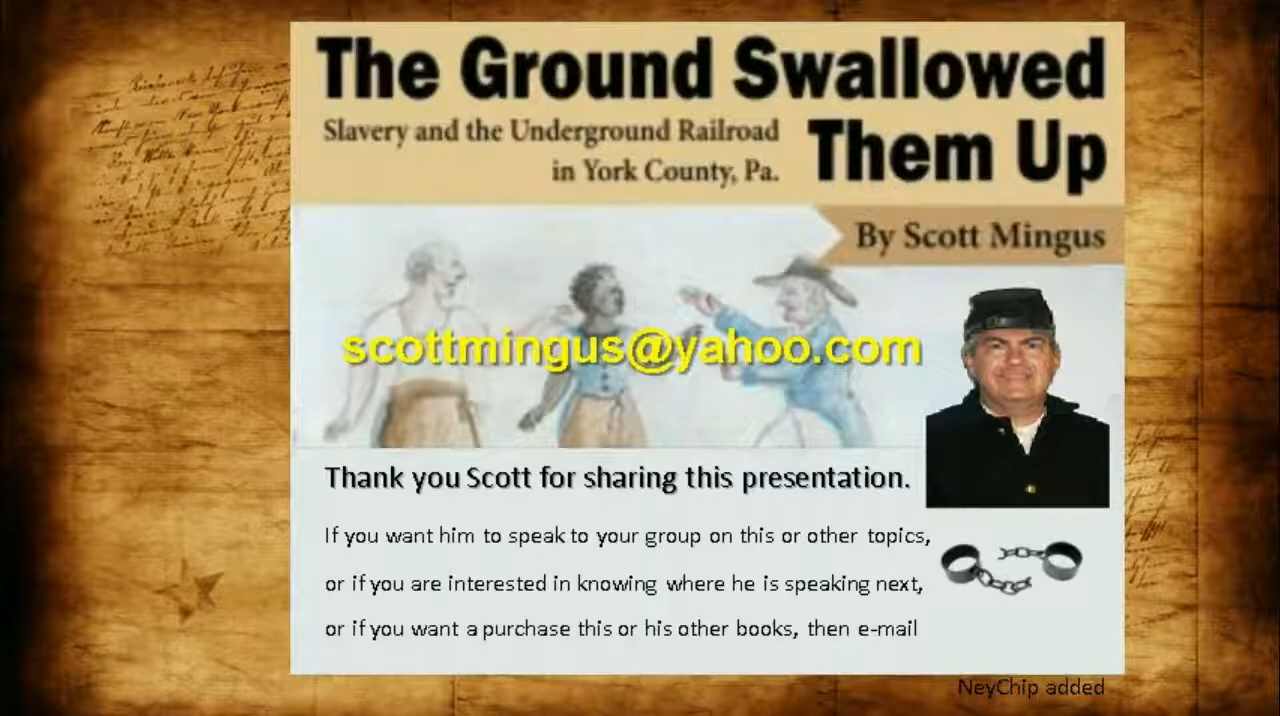 The Ground Swallowed
Slavery and the Underground Railroad
in York County, Pa.
Them Up
By Scott Mingus
scottmingus@yahoo.com
Thank you Scott for sharing this presentation.
If you want him to speak to your group on this or other topics,
or if you are interested in knowing where he is speaking next,
or if you want a purchase this or his other books, then e-mail
NeyChip added